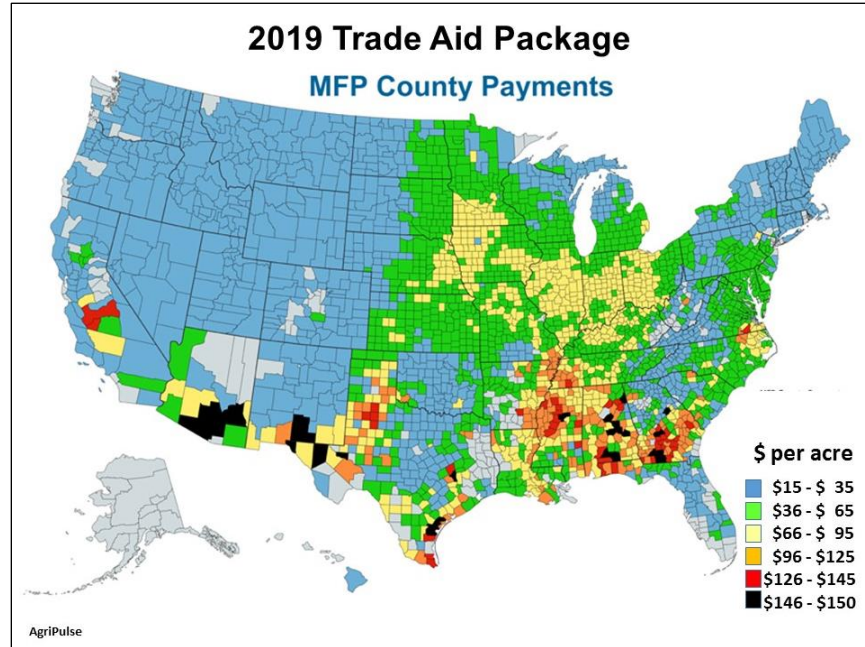 2019 Trade Aid Package
MFP County Payments
$ per acre
$15 - $ 35
$36 - $ 65
$66 - $ 95
$96 - $125
$126 - $145
$146 - $150
AgriPulse